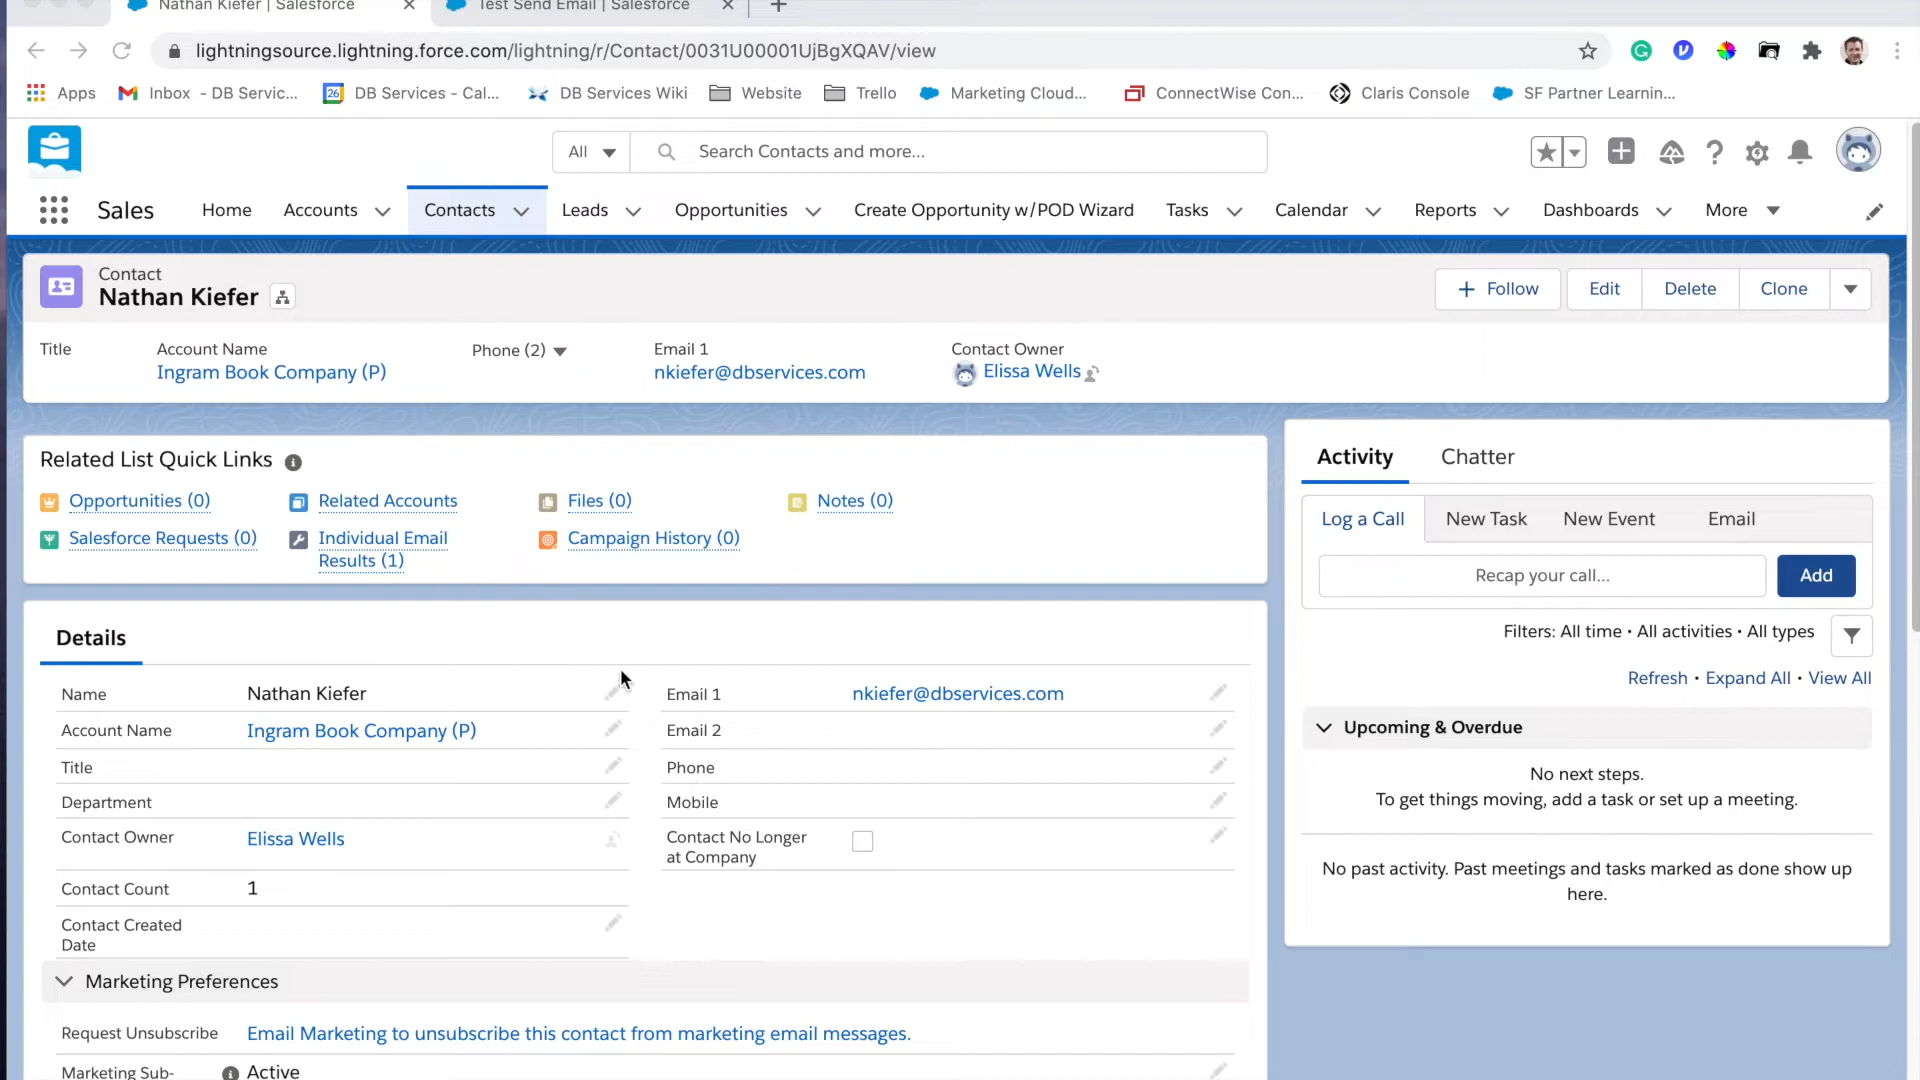 Nathan Kiefer | Salesforce
Test Send Email | Salesforce
lightningsource.lightning.force.com/lightning/r/Contact/0031U00001UjBgXQAV/view
Apps
Inbox - DB Servic...
26
DB Services - Cal...
DB Services Wiki
Website
Trello
Marketing Cloud...
ConnectWise Con...
Claris Console
SF Partner Learnin...
All
Search Contacts and more...
Sales
Home
Accounts
Contacts
Leads
Opportunities
Create Opportunity w/POD Wizard
Tasks
Calendar
Reports
Dashboards
More
Contact
Nathan Kiefer
Follow
Edit
Delete
Clone
Title
Account Name
Ingram Book Company (P)
Phone (2)
Email 1
nkiefer@dbservices.com
Contact Owner
Elissa Wells
Related List Quick Links
Opportunities (0)
Related Accounts
Files (0)
Notes (0)
Salesforce Requests (0)
Individual Email
Results (1)
Campaign History (0)
Activity
Chatter
Log a Call
New Task
New Event
Email
Recap your call...
Add
Filters: All time • All activities • All types
Refresh • Expand All • View All
Upcoming & Overdue
No next steps.
To get things moving, add a task or set up a meeting.
No past activity. Past meetings and tasks marked as done show up
here.
Details
Name
Nathan Kiefer
Email 1
nkiefer@dbservices.com
Account Name
Ingram Book Company (P)
Email 2
Title
Phone
Department
Mobile
Contact Owner
Elissa Wells
Contact No Longer
at Company
Contact Count
1
Contact Created
Date
Marketing Preferences
Request Unsubscribe
Email Marketing to unsubscribe this contact from marketing email messages.
Marketing Sub-
Active